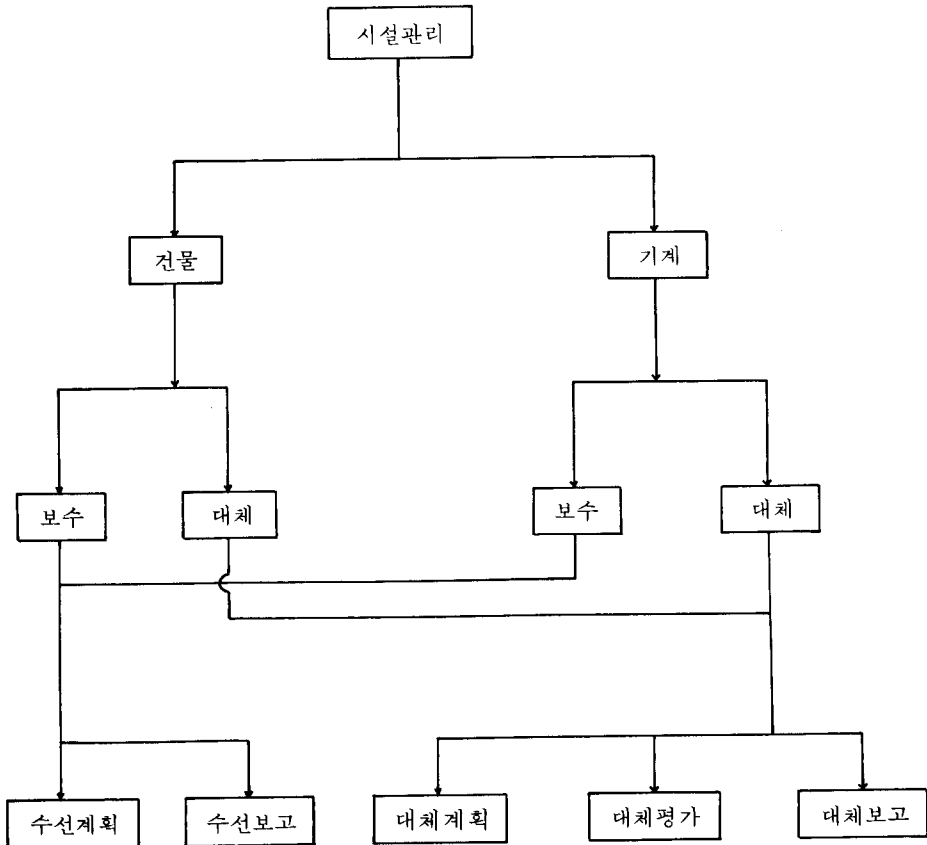 시설관리
건물
기계
보수
대체
보수
대체
수선계획
수선보고
대체계획
대체평가
대체보고